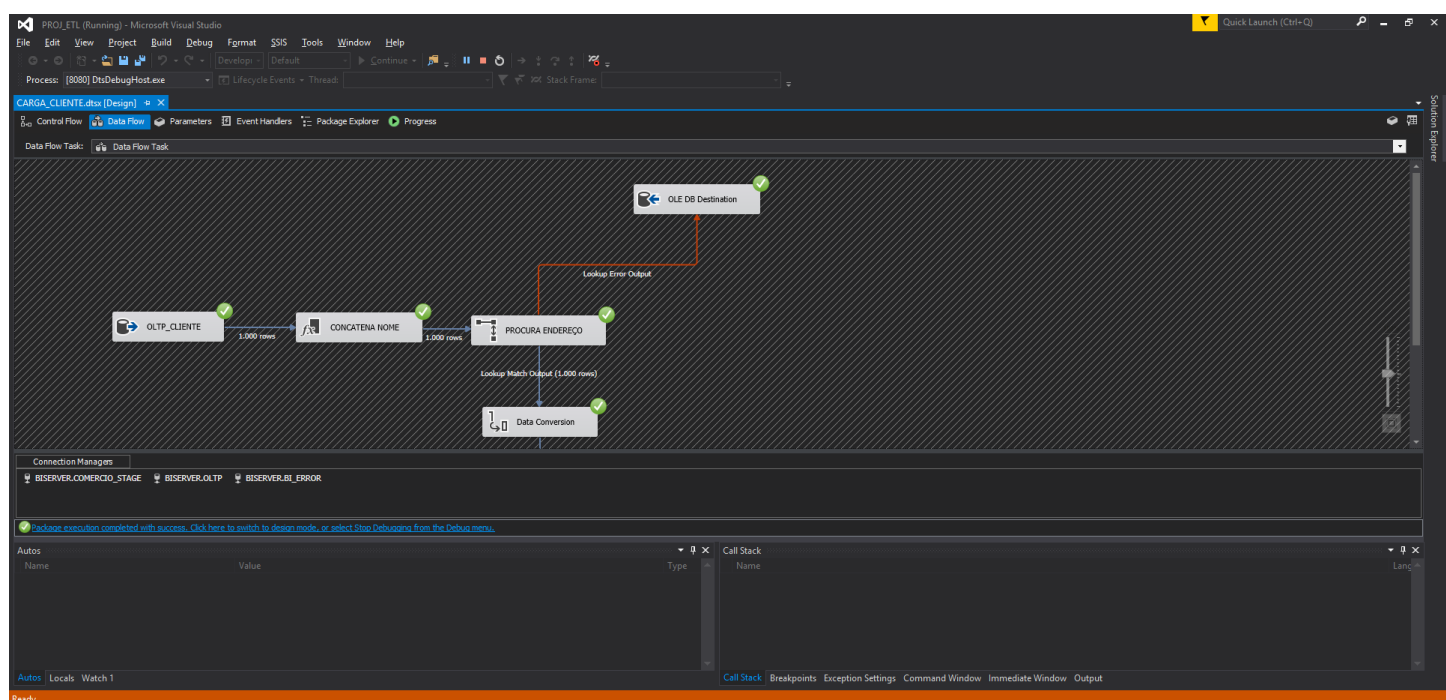 PROJ_ETL (Running) - Microsoft Visual Studio
Quick Launch (Ctrl+Q)
File Edit View Project Build Debug Format SSIS Tools Window Help
Developi Default Continue
Process: [8080] DtsDebugHost.exe Lifecycle Events Thread: Stack Frame:
CARGA_CLIENTE.dtsx [Design]
Solution Explorer
Control Flow Data Flow Parameters Event Handlers Package Explorer Progress
Data Flow Task: Data Flow Task
OLE DB Destination
Lookup Error Output
OLTP_CLIENTE
1.000 rows
fx CONCATENA NOME
1.000 rows
PROCURA ENDEREÇO
Lookup Match Output (1.000 rows)
Data Conversion
Connection Managers
BISERVER.COMERCIO_STAGE BISERVER.OLTP BISERVER.BI_ERROR
Package execution completed with success. Click here to switch to design mode, or select Stop Debugging from the Debug menu.
Autos
Name Value Type
Call Stack
Name Lang
Autos Locals Watch 1
Call Stack Breakpoints Exception Settings Command Window Immediate Window Output
Ready